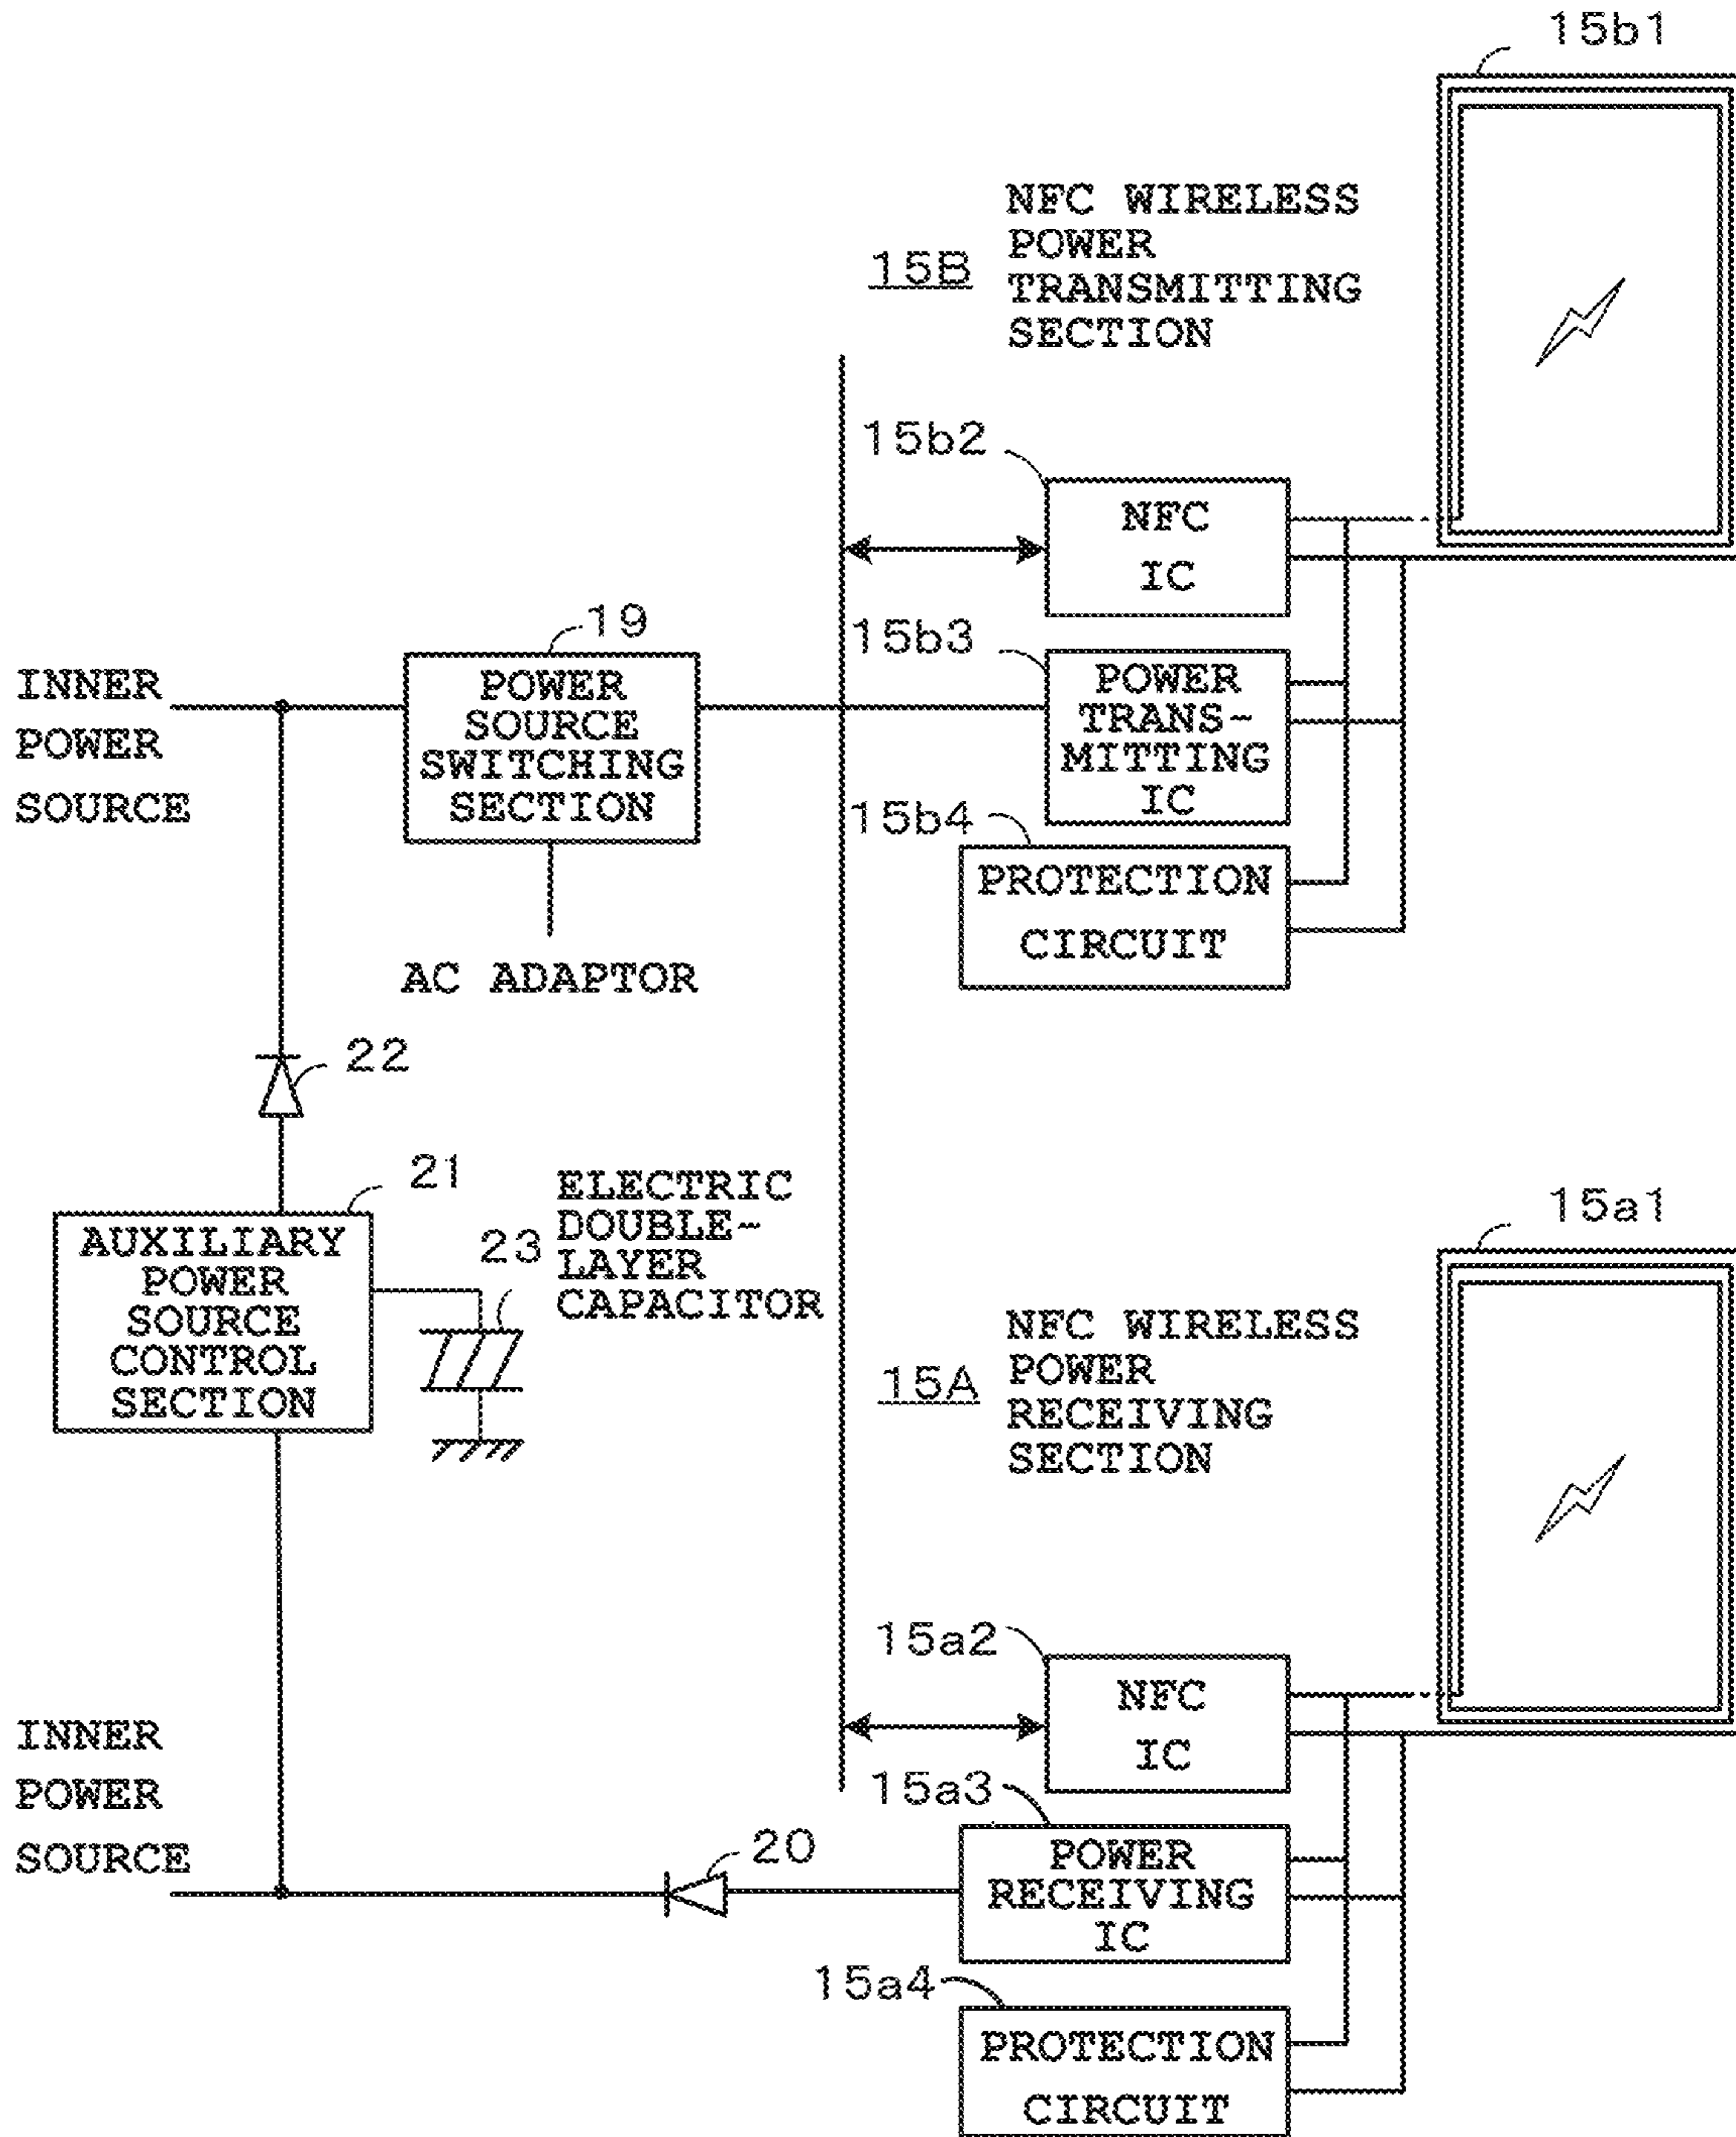 15b1
NFC WIRELESS
POWER
15B
TRANSMITTING
SECTION
15b2
NFC
IC
19
15b3
INNER
POWER
SOURCE
POWER
SOURCE
SWITCHING
SECTION
POWER
TRANS-
MITTING
IC
15b4
PROTECTION
CIRCUIT
AC ADAPTOR
22
21
ELECTRIC
DOUBLE-
LAYER
CAPACITOR
23
15a1
AUXILIARY
POWER
SOURCE
CONTROL
SECTION
NFC WIRELESS
POWER
15A
RECEIVING
SECTION
15a2
NFC
IC
INNER
POWER
SOURCE
15a3
20
POWER
RECEIVING
IC
15a4
PROTECTION
CIRCUIT